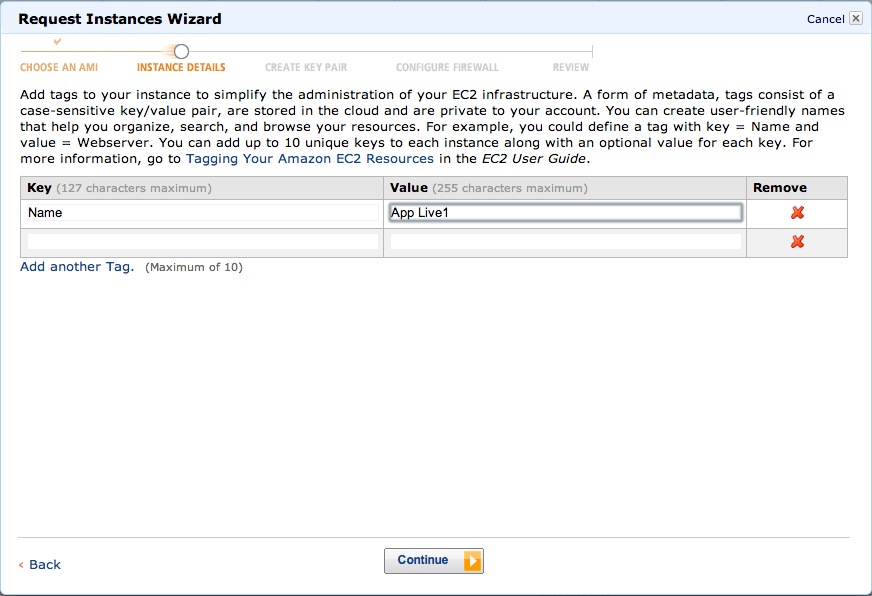 Request Instances Wizard
Cancel
CHOOSE AN AMI INSTANCE DETAILS CREATE KEY PAIR CONFIGURE FIREWALL REVIEW
Add tags to your instance to simplify the administration of your EC2 infrastructure. A form of metadata, tags consist of a
case-sensitive key/value pair, are stored in the cloud and are private to your account. You can create user-friendly names
that help you organize, search, and browse your resources. For example, you could define a tag with key = Name and
value = Webserver. You can add up to 10 unique keys to each instance along with an optional value for each key. For
more information, go to Tagging Your Amazon EC2 Resources in the EC2 User Guide.
Key (127 characters maximum) Value (255 characters maximum) Remove
Name App Live1
Add another Tag. (Maximum of 10)
< Back Continue